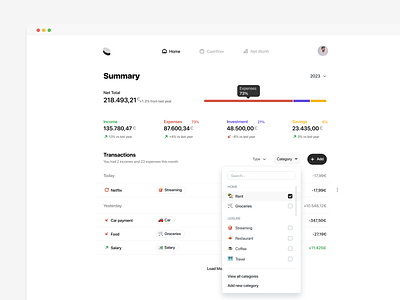 Home Cashflow Net Worth
Summary 2023
Expenses
73%
Net Total
218.493,21€ +1.3% from last year
Income Expenses 73% Investment 21% Savings 6%
135.780,47€ 87.600,34€ 48.500,00€ 23.435,00€
13% vs last year +4% vs last year -8% vs last year 5% vs last year
Transactions
You had 2 incomes and 23 expenses this month
Type Category + Add
Search...
Today -17,99€
HOME
Netflix Streaming Rent -17,99€
Groceries
Yesterday +10.048,12€
LEISURE
Car payment Car Streaming -347,50€
Food Groceries Restaurant -27,19€
Salary Salary Coffee +11.425€
Travel
Load Mo
View all categories
Add new category